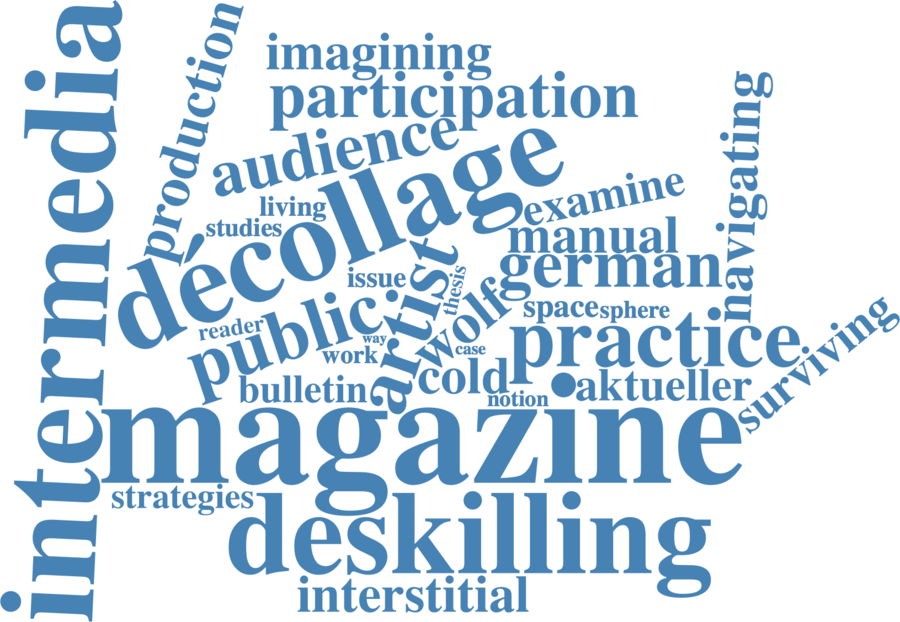 intermedia
production
imagining
participation
audience
décollage
navigating
living
studies
examine
manual
german
issue
thesis
artist
wolf
space
sphere
reader
public
way
work
case
practice
surviving
bulletin
cold
notion
aktueller
magazine
strategies
deskilling
interstitial